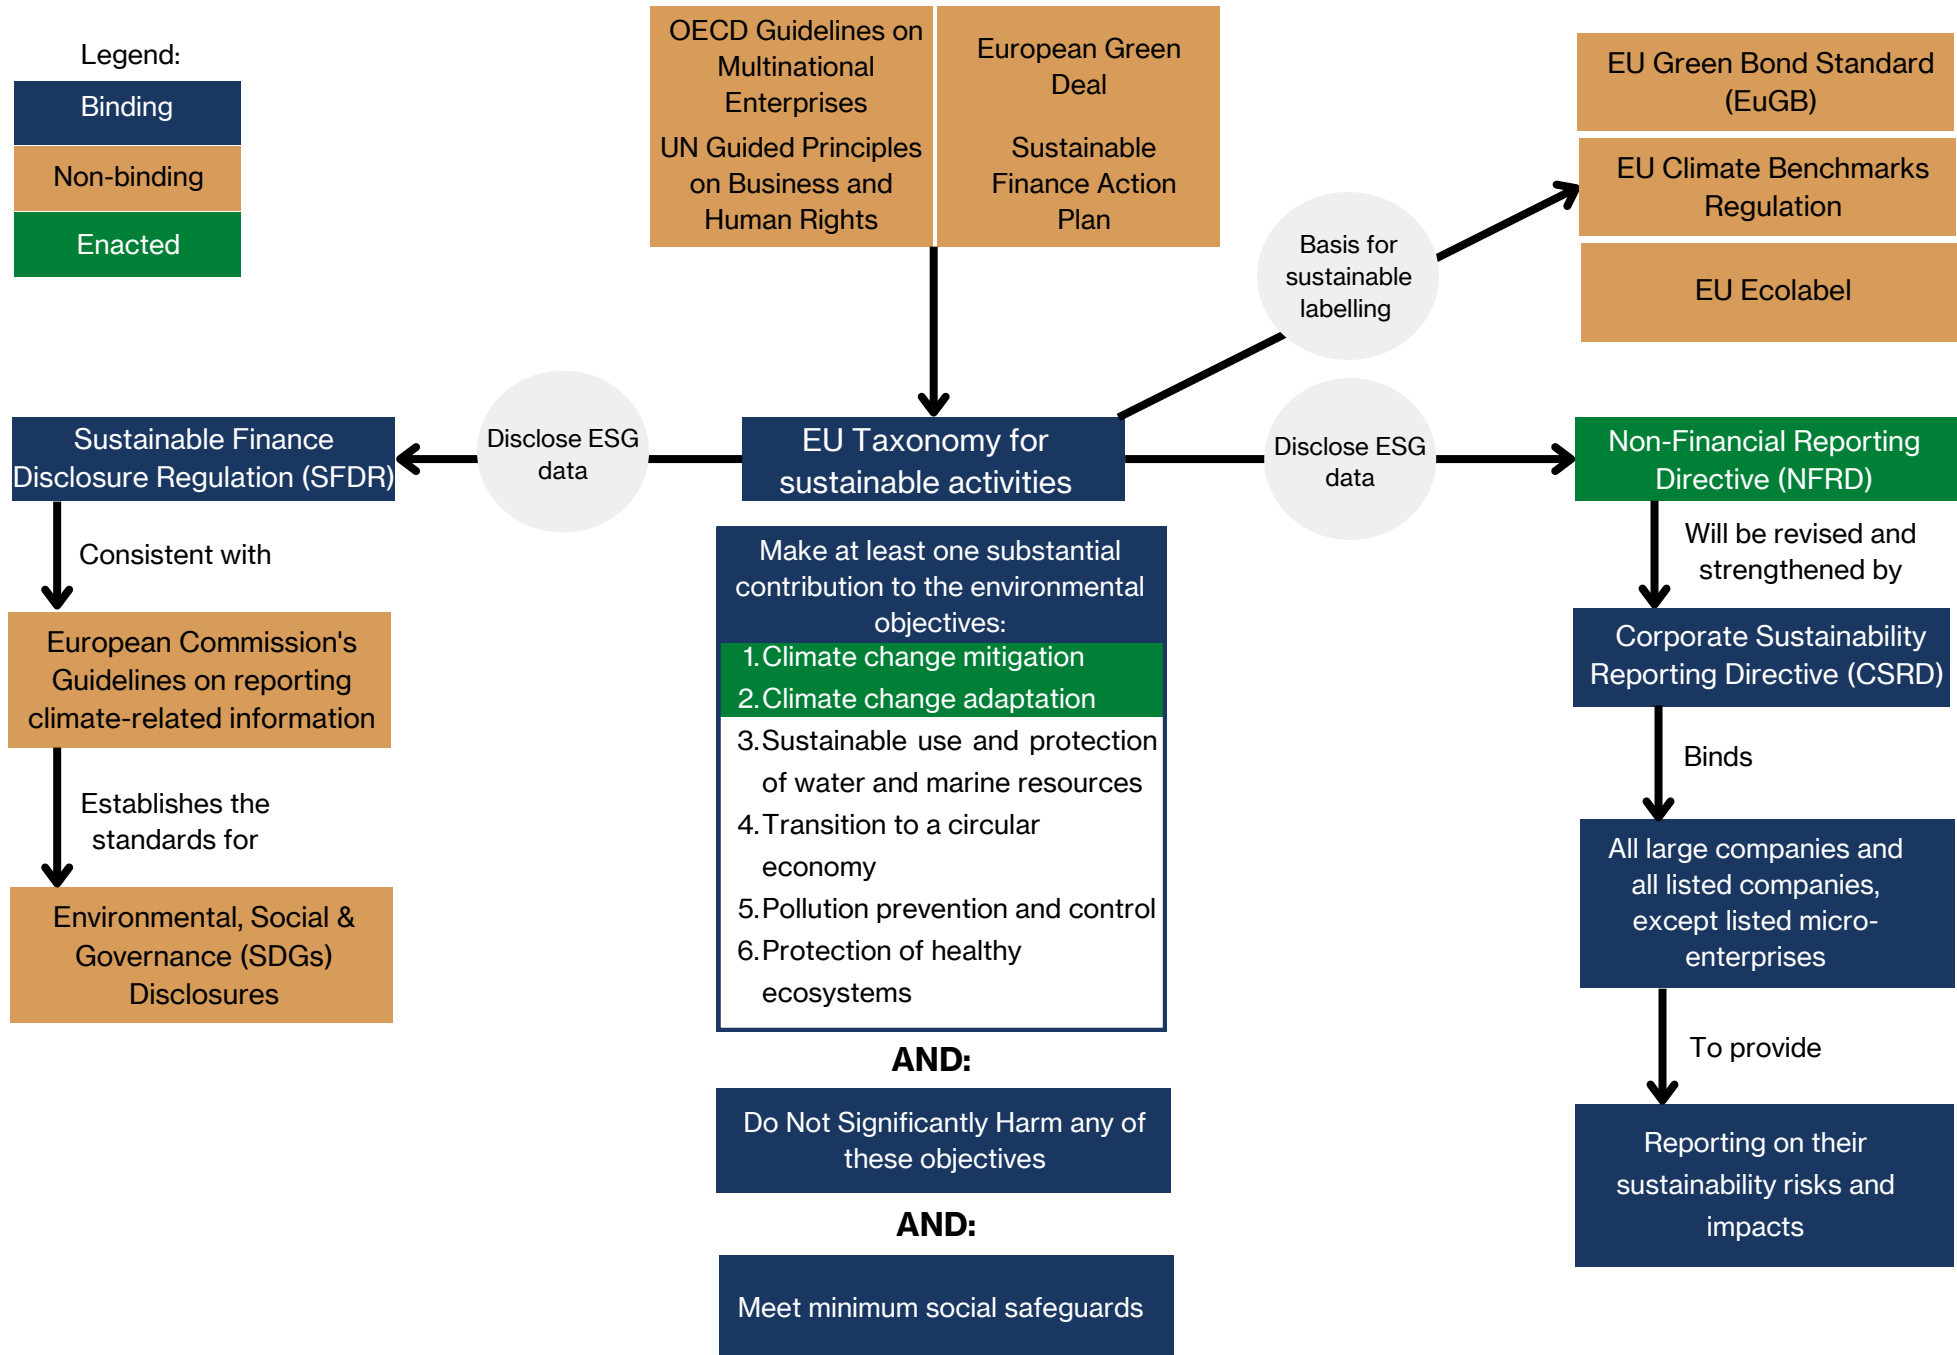 Legend:
Binding
Non-binding
Enacted
OECD Guidelines on
Multinational
Enterprises
UN Guided Principles
on Business and
Human Rights
European Green
Deal
Sustainable
Finance Action
Plan
EU Green Bond Standard
(EuGB)
EU Climate Benchmarks
Regulation
EU Ecolabel
Basis for
sustainable
labelling
Sustainable Finance
Disclosure Regulation (SFDR)
Disclose ESG
data
EU Taxonomy for
sustainable activities
Disclose ESG
data
Non-Financial Reporting
Directive (NFRD)
Consistent with
European Commission's
Guidelines on reporting
climate-related information
Establishes the
standards for
Environmental, Social &
Governance (SDGs)
Disclosures
Make at least one substantial
contribution to the environmental
objectives:
1. Climate change mitigation
2. Climate change adaptation
3. Sustainable use and protection
of water and marine resources
4. Transition to a circular
economy
5. Pollution prevention and control
6. Protection of healthy
ecosystems
AND:
Do Not Significantly Harm any of
these objectives
AND:
Meet minimum social safeguards
Will be revised and
strengthened by
Corporate Sustainability
Reporting Directive (CSRD)
Binds
All large companies and
all listed companies,
except listed micro-
enterprises
To provide
Reporting on their
sustainability risks and
impacts